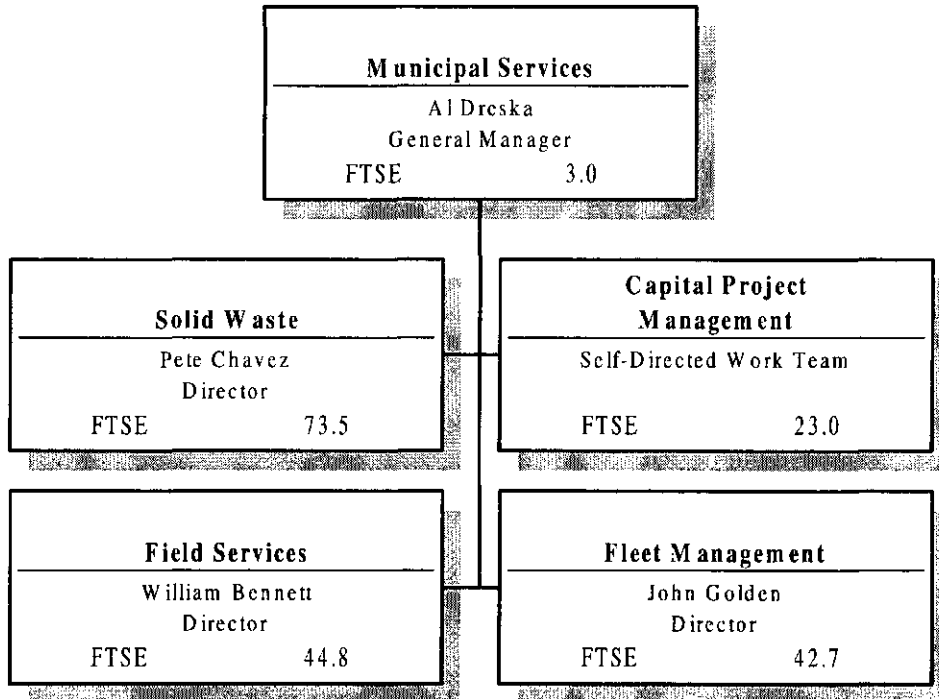 Municipal Services
Al Dreska
General Manager
FTSE 3.0
Solid Waste
Pete Chavez
Director
FTSE 73.5
Capital Project
Management
Self-Directed Work Team
FTSE 23.0
Field Services
William Bennett
Director
FTSE 44.8
Fleet Management
John Golden
Director
FTSE 42.7